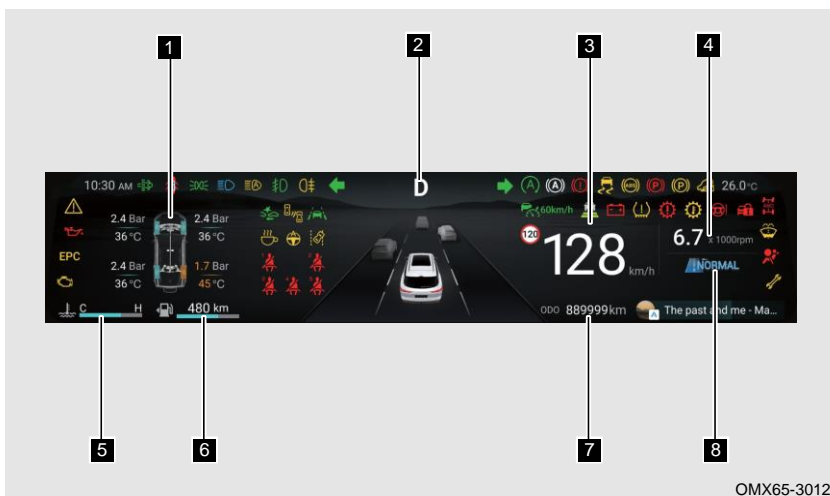 1
2
3
4
10:30 AM
D
26.0°C
60km/h
EPC
2.4 Bar
36 °C
2.4 Bar
36 °C
2.4 Bar
36 °C
1.7 Bar
45 °C
120
128 km/h
6.7 x 1000rpm
NORMAL
C H
480 km
ODO 889999 km
The past and me - Ma...
5
6
7
8
OMX65-3012